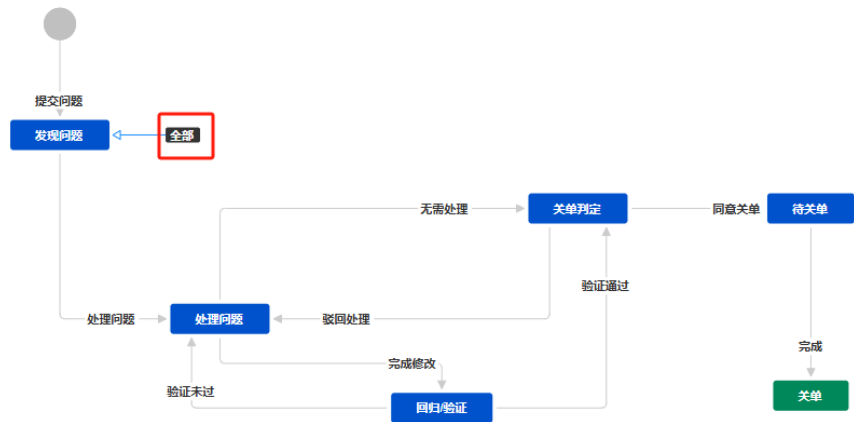 提交问题
发现问题
全部
无需处理
关单判定
同意关单
待关单
验证通过
处理问题
处理问题
驳回处理
完成
完成修改
验证未过
关单
回归/验证